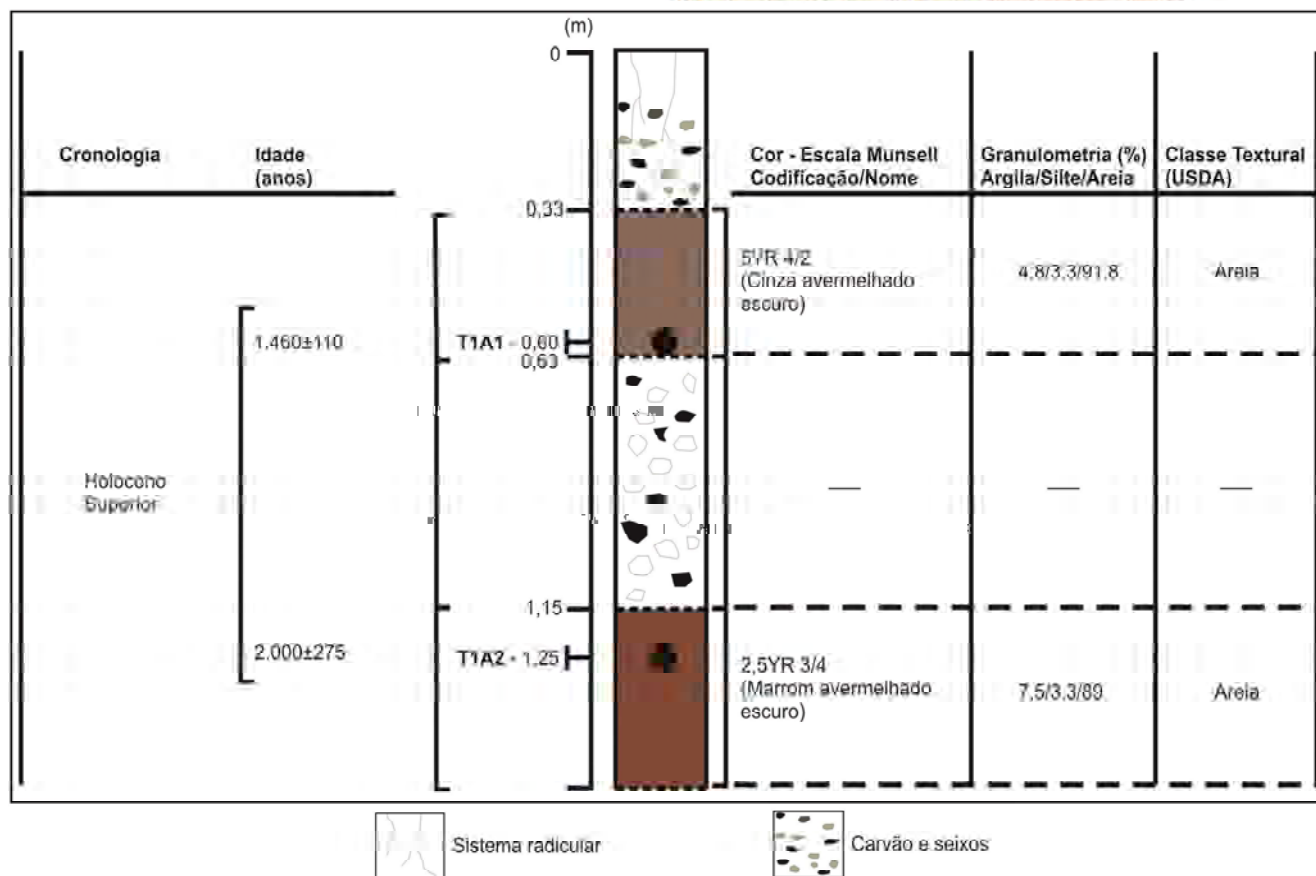 (m)
0
Cronologia
Idade
(anos)
Cor - Escala Munsell
Codificação/Nome
Granulometria (%)
Argila/Silte/Areia
Classe Textural
(USDA)
0,33
5YR 4/2
(Cinza avermelhado
escuro)
4,8/3,3/91,8
Areia
1.460±110
T1A1 - 0,60
0,63
Holoceno
Superior
—
—
—
1,15
2.000±275
T1A2 - 1,25
2,5YR 3/4
(Marrom avermelhado
escuro)
7,5/3,3/89
Areia
Sistema radicular
Carvão e seixos